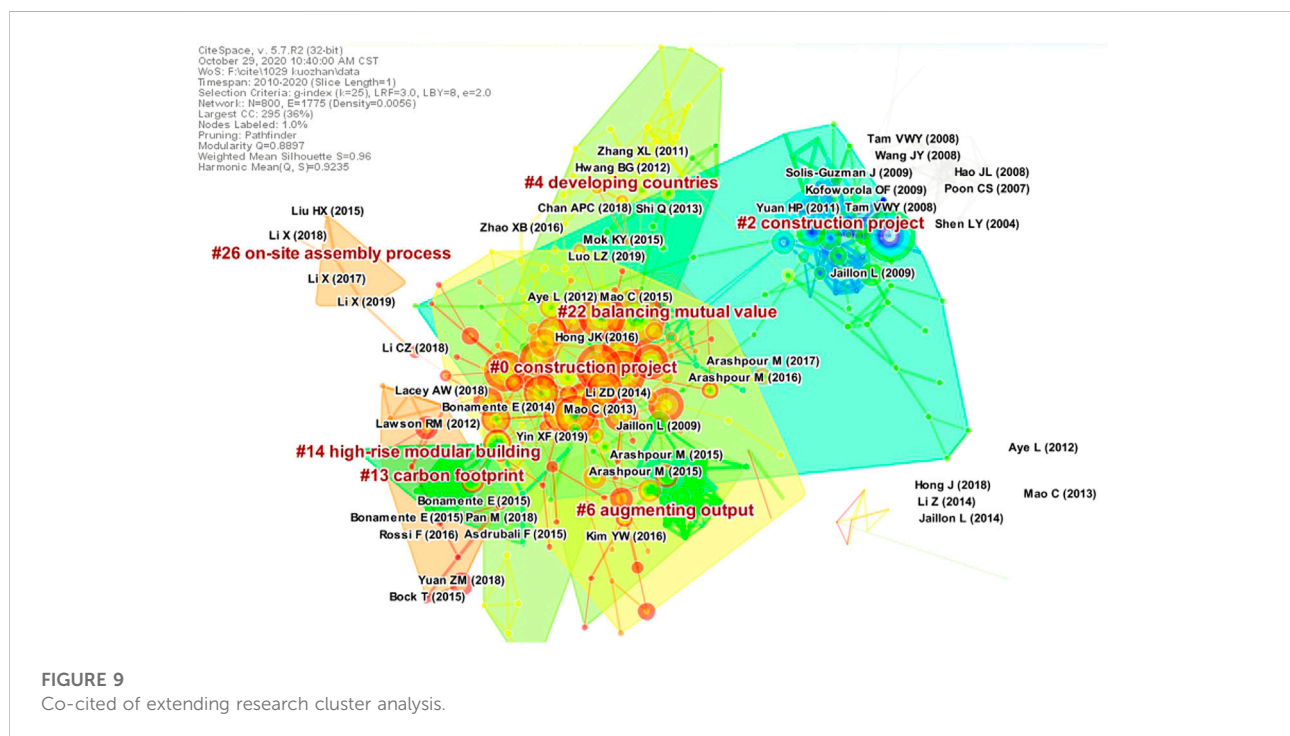 CiteSpace, v. 5.7.R2 (32-bit)
October 29, 2020 10:40:00 AM CST
WoS: F:\cite\1029 kuozhan\data
Timespan: 2010-2020 (Slice Length=1)
Selection Criteria: g-index (k=25), LRF=3.0, LBY=8, e=2.0
Network: N=800, E=1775 (Density=0.0056)
Largest CC: 295 (36%)
Nodes Labeled: 1.0%
Pruning: Pathfinder
Modularity Q=0.8897
Weighted Mean Silhouette S=0.96
Harmonic Mean(Q, S)=0.9235
Tam VWY (2008)
Zhang XL (2011)
Wang JY (2008)
Hwang BG (2012)
Solis-Guzman J (2009)
Hao JL (2008)
#4 developing countries
Kofoworola OF (2009)
Poon CS (2007)
Chan APC (2018)
Shi Q (2013)
Yuan HP (2011)
Tam VWY (2008)
Liu HX (2015)
#2 construction project
Shen LY (2004)
Zhao XB (2016)
Li X (2018)
Mok KY (2015)
#26 on-site assembly process
Luo LZ (2019)
Jaillon L (2009)
Li X (2017)
Li X (2019)
Aye L (2012)
Mao C (2015)
#22 balancing mutual value
Hong JK (2016)
Li CZ (2018)
#0 construction project
Arashpour M (2017)
Arashpour M (2016)
Lacey AW (2018)
Li ZD (2014)
Bonamente E (2014)
Mao C (2013)
Lawson RM (2012)
Jaillon L (2009)
Yin XF (2019)
Aye L (2012)
#14 high-rise modular building
Arashpour M (2015)
#13 carbon footprint
Arashpour M (2015)
Hong J (2018)
Mao C (2013)
Bonamente E (2015)
Li Z (2014)
#6 augmenting output
Bonamente E (2015)
Pan M (2018)
Jaillon L (2014)
Rossi F (2016)
Asdrubali F (2015)
Kim YW (2016)
Yuan ZM (2018)
Bock T (2015)
FIGURE 9
Co-cited of extending research cluster analysis.